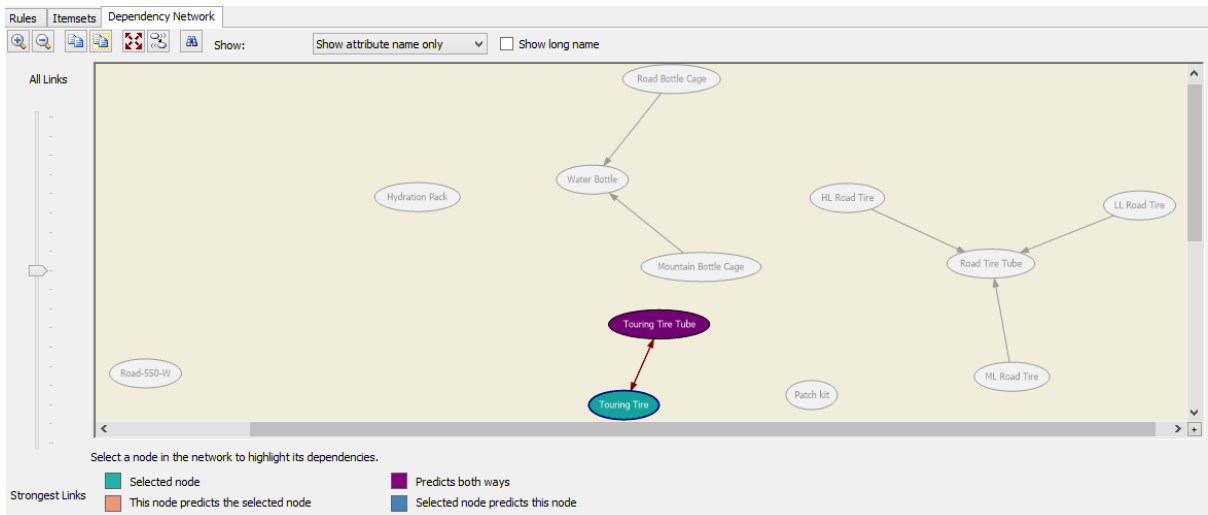 Rules Itemsets Dependency Network
Show: Show attribute name only Show long name
All Links
Road Bottle Cage
Water Bottle
Hydration Pack
HL Road Tire
LL Road Tire
Mountain Bottle Cage
Road Tire Tube
Touring Tire Tube
Road-550-W
ML Road Tire
Patch kit
Touring Tire
Select a node in the network to highlight its dependencies.
Selected node Predicts both ways
Strongest Links
This node predicts the selected node Selected node predicts this node